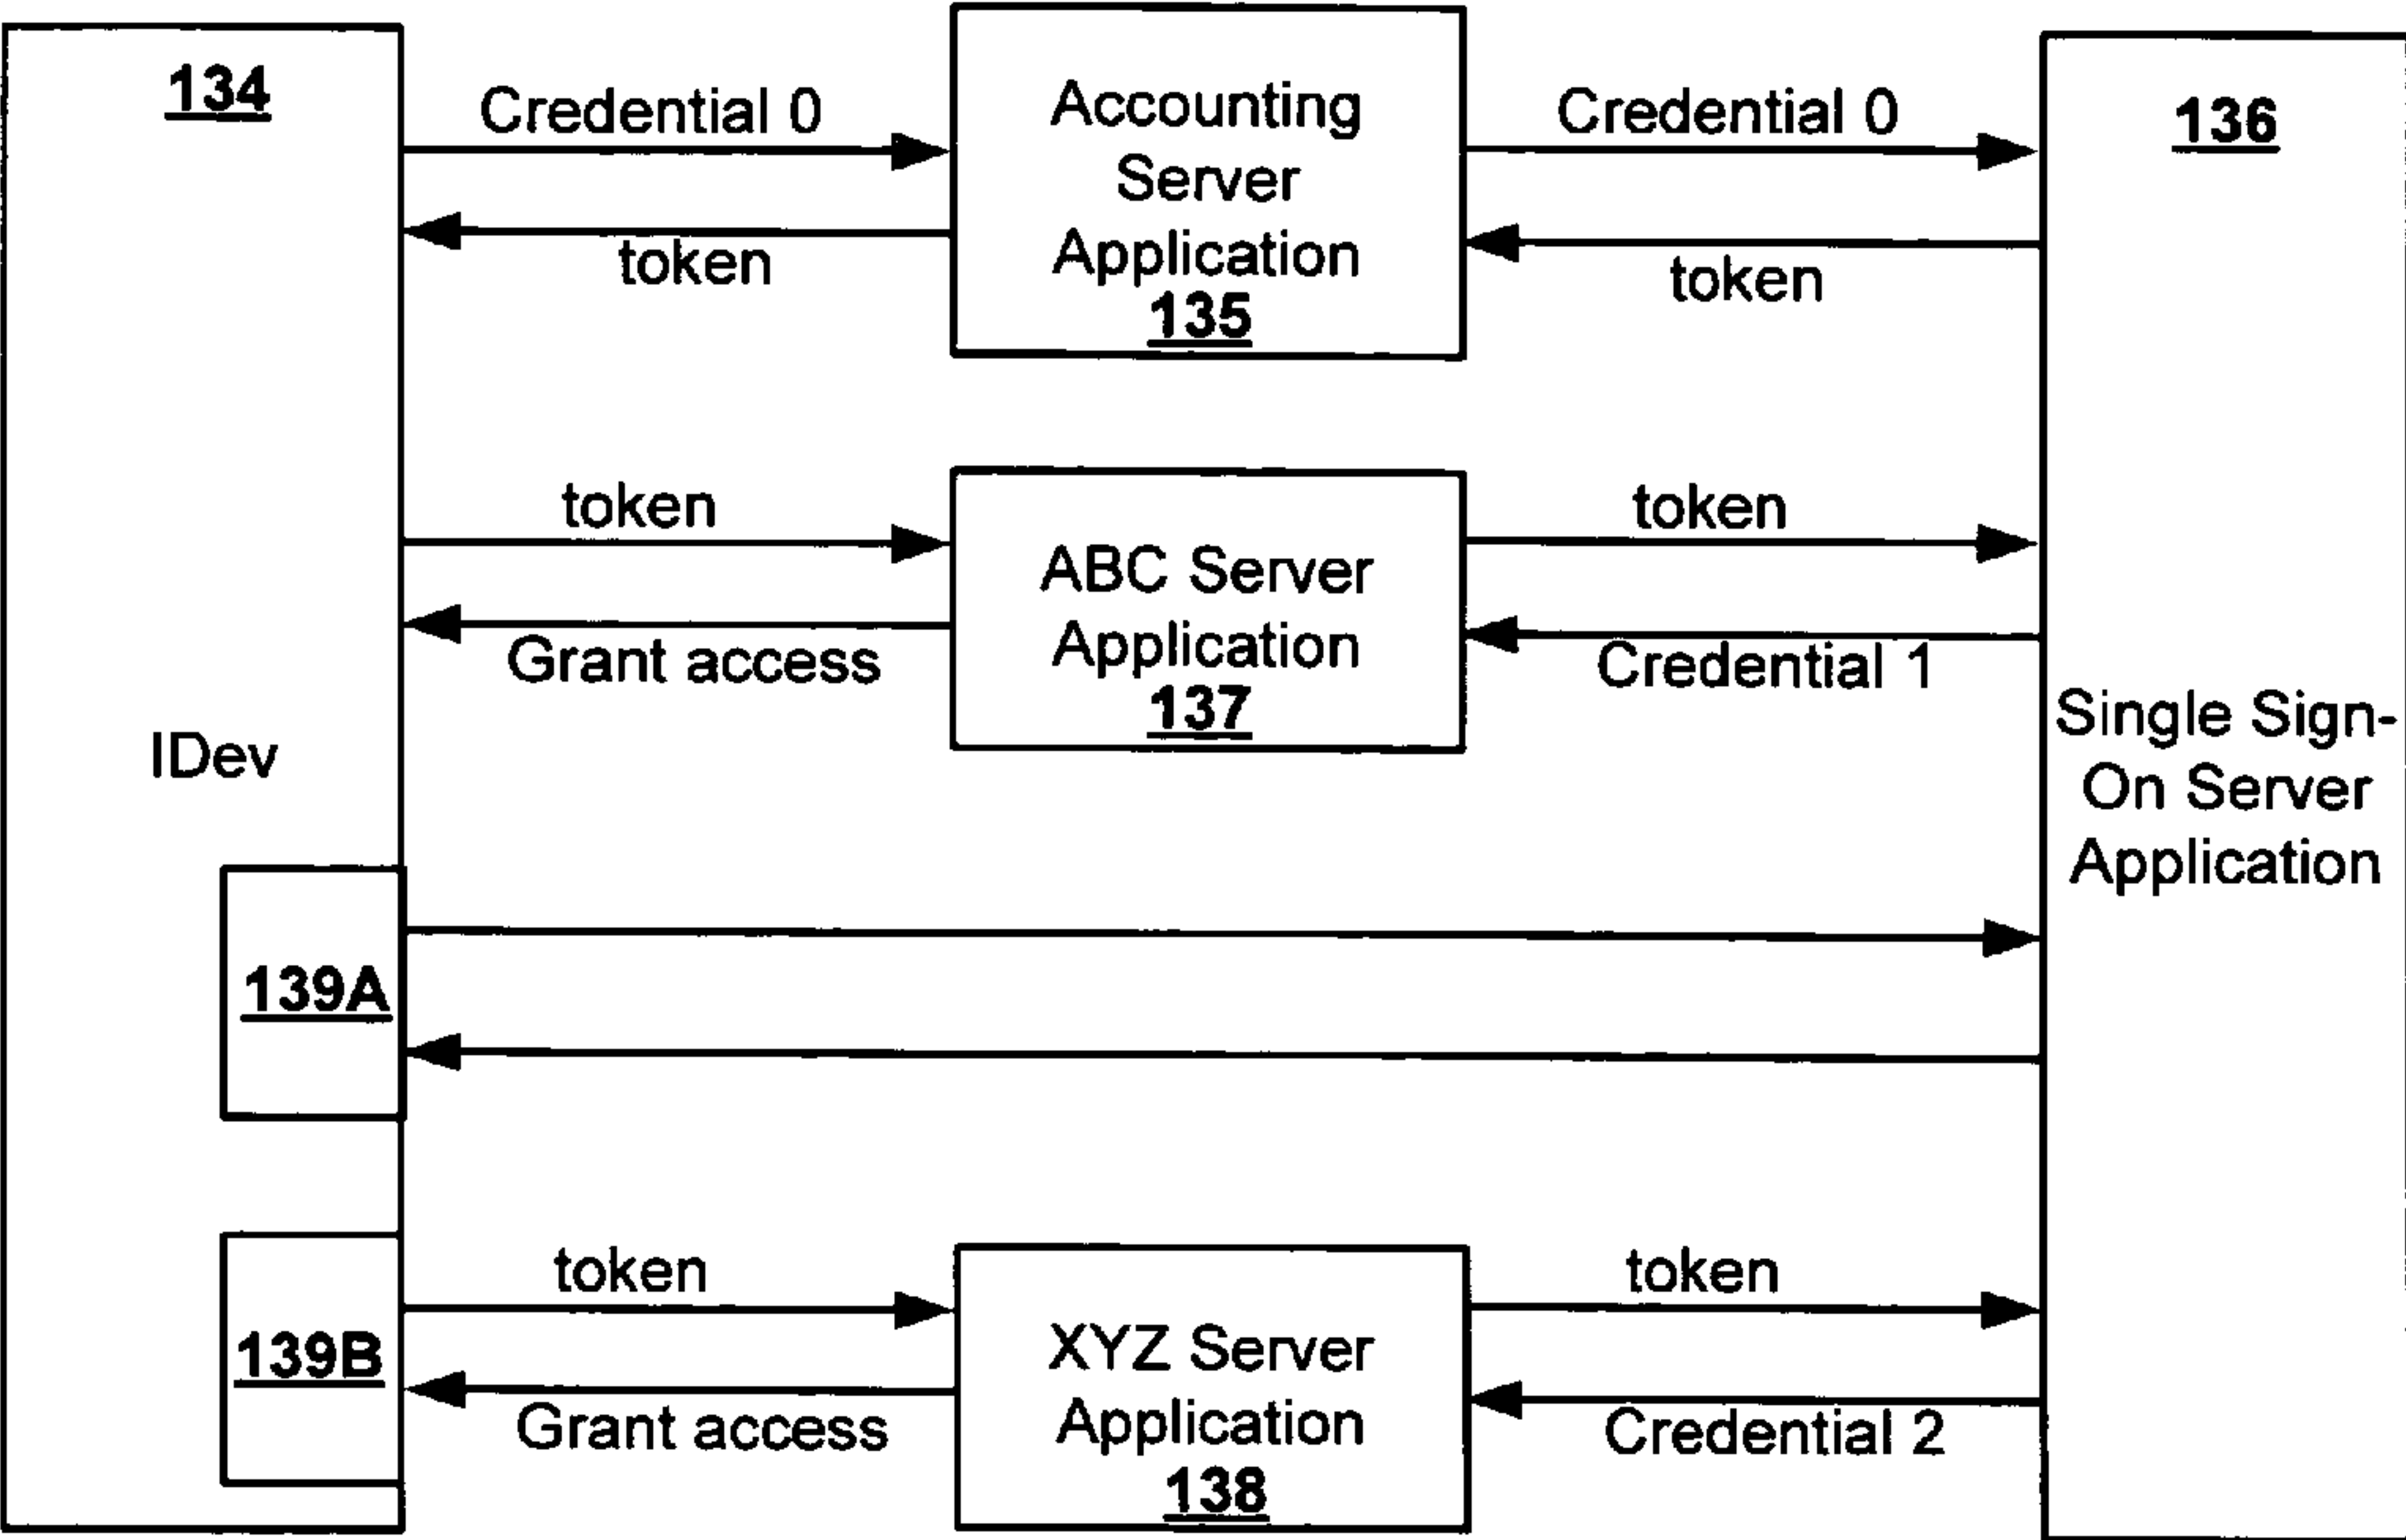 134
Credential 0
token
Accounting
Server
Application
135
Credential 0
token
136
token
Grant access
ABC Server
Application
137
token
Credential 1
IDev
Single Sign-
On Server
Application
139A
139B
token
Grant access
XYZ Server
Application
138
token
Credential 2